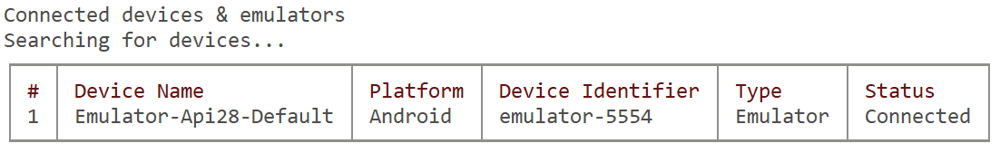 Connected devices & emulators
Searching for devices...
# Device Name Platform Device Identifier Type Status
1 Emulator-Api28-Default Android emulator-5554 Emulator Connected